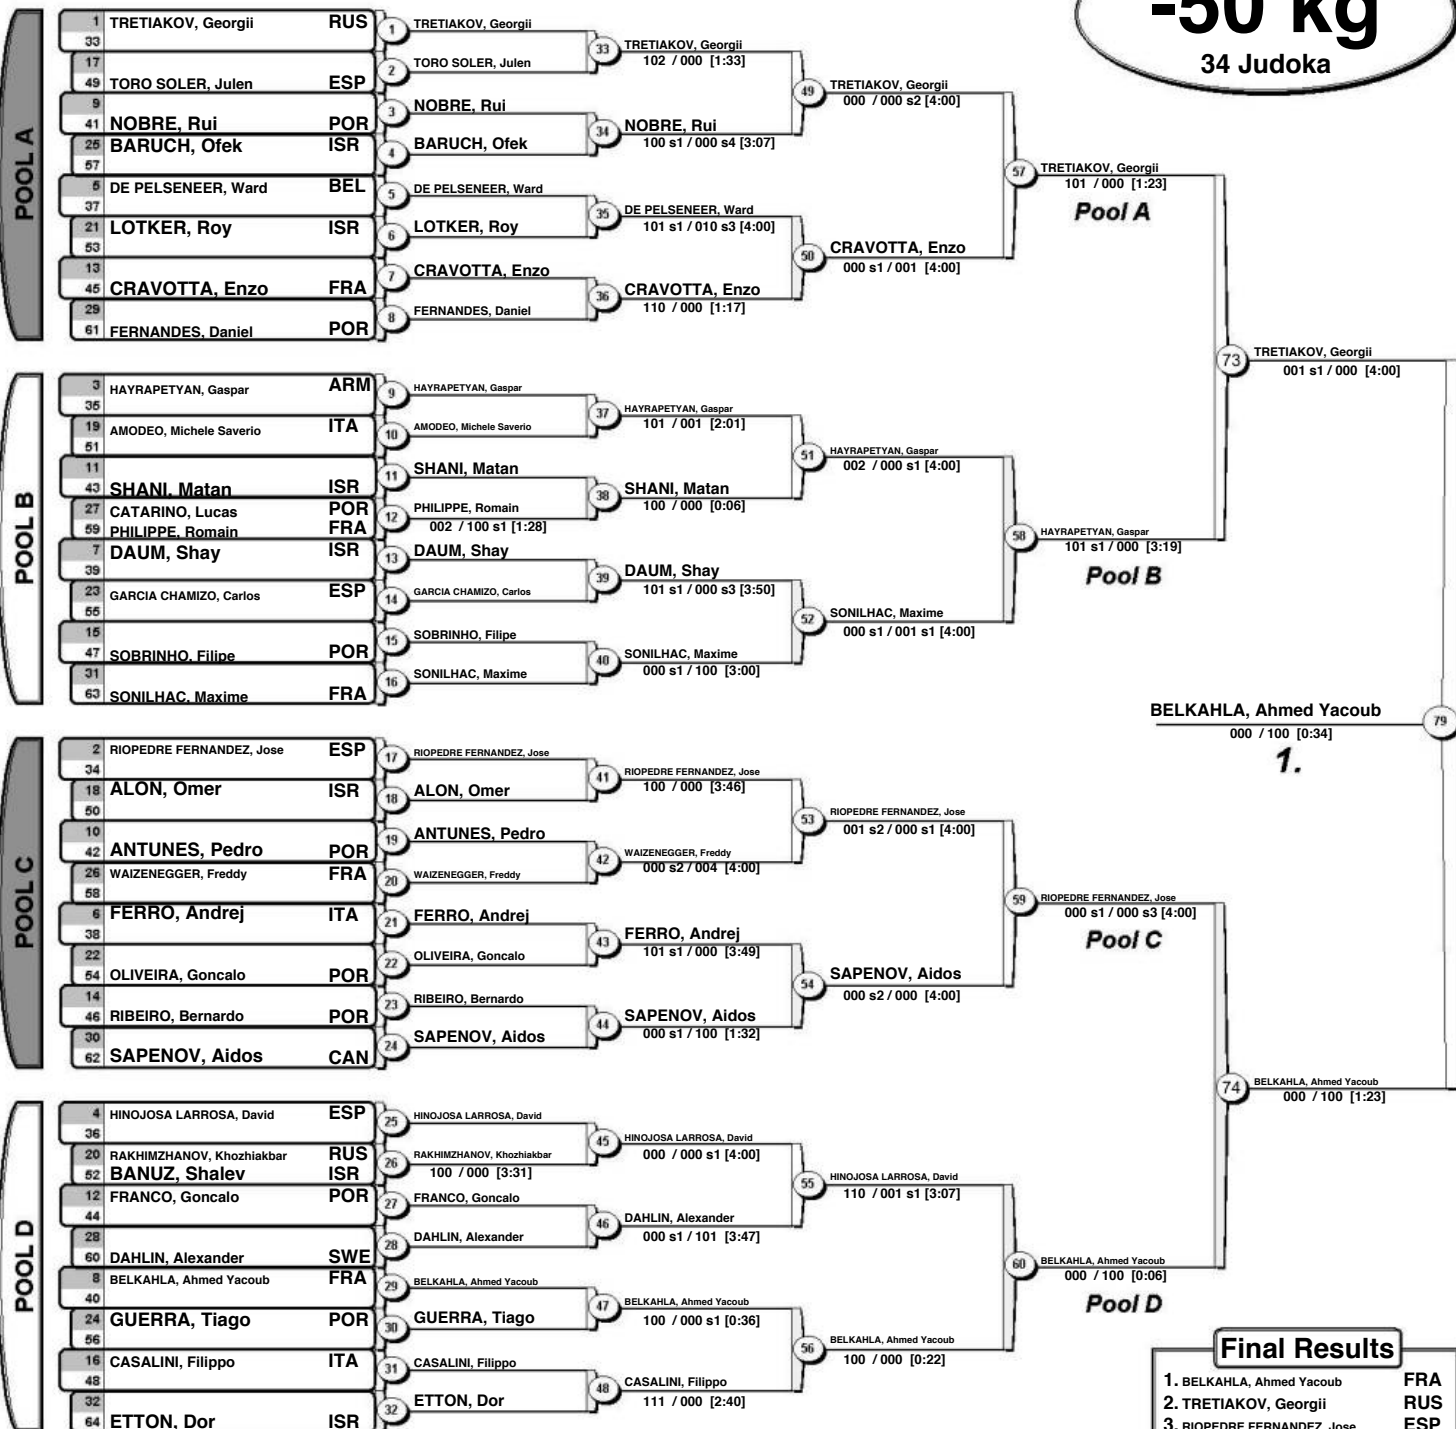 -50 kg
34 Judoka
POOL A
1 TRETIAKOV, Georgii RUS
33
17
49 TORO SOLER, Julen ESP
9
41 NOBRE, Rui POR
25 BARUCH, Ofek ISR
57
5 DE PELSENEER, Ward BEL
37
21 LOTKER, Roy ISR
53
13
45 CRAVOTTA, Enzo FRA
29
61 FERNANDES, Daniel POR
1 TRETIAKOV, Georgii
2 TORO SOLER, Julen
3 NOBRE, Rui
4 BARUCH, Ofek
5 DE PELSENEER, Ward
6 LOTKER, Roy
7 CRAVOTTA, Enzo
8 FERNANDES, Daniel
33 TRETIAKOV, Georgii
102 / 000 [1:33]
34 NOBRE, Rui
100 s1 / 000 s4 [3:07]
35 DE PELSENEER, Ward
101 s1 / 010 s3 [4:00]
36 CRAVOTTA, Enzo
110 / 000 [1:17]
49 TRETIAKOV, Georgii
000 / 000 s2 [4:00]
50 CRAVOTTA, Enzo
000 s1 / 001 [4:00]
57 TRETIAKOV, Georgii
101 / 000 [1:23]
Pool A
POOL B
3 HAYRAPETYAN, Gaspar ARM
35
19 AMODEO, Michele Saverio ITA
51
11
43 SHANI, Matan ISR
27 CATARINO, Lucas POR
59 PHILIPPE, Romain FRA
7 DAUM, Shay ISR
39
23 GARCIA CHAMIZO, Carlos ESP
55
15
47 SOBRINHO, Filipe POR
31
63 SONILHAC, Maxime FRA
9 HAYRAPETYAN, Gaspar
10 AMODEO, Michele Saverio
11 SHANI, Matan
12 PHILIPPE, Romain
002 / 100 s1 [1:28]
13 DAUM, Shay
14 GARCIA CHAMIZO, Carlos
15 SOBRINHO, Filipe
16 SONILHAC, Maxime
37 HAYRAPETYAN, Gaspar
101 / 001 [2:01]
38 SHANI, Matan
100 / 000 [0:06]
39 DAUM, Shay
101 s1 / 000 s3 [3:50]
40 SONILHAC, Maxime
000 s1 / 100 [3:00]
51 HAYRAPETYAN, Gaspar
002 / 000 s1 [4:00]
52 SONILHAC, Maxime
000 s1 / 001 s1 [4:00]
58 HAYRAPETYAN, Gaspar
101 s1 / 000 [3:19]
Pool B
73 TRETIAKOV, Georgii
001 s1 / 000 [4:00]
BELKAHLA, Ahmed Yacoub 79
000 / 100 [0:34]
1.
POOL C
2 RIOPEDRE FERNANDEZ, Jose ESP
34
18 ALON, Omer ISR
50
10
42 ANTUNES, Pedro POR
26 WAIZENEGGER, Freddy FRA
58
6 FERRO, Andrej ITA
38
22
54 OLIVEIRA, Goncalo POR
14
46 RIBEIRO, Bernardo POR
30
62 SAPENOV, Aidos CAN
17 RIOPEDRE FERNANDEZ, Jose
18 ALON, Omer
19 ANTUNES, Pedro
20 WAIZENEGGER, Freddy
21 FERRO, Andrej
22 OLIVEIRA, Goncalo
23 RIBEIRO, Bernardo
24 SAPENOV, Aidos
41 RIOPEDRE FERNANDEZ, Jose
100 / 000 [3:46]
42 WAIZENEGGER, Freddy
000 s2 / 004 [4:00]
43 FERRO, Andrej
101 s1 / 000 [3:49]
44 SAPENOV, Aidos
000 s1 / 100 [1:32]
53 RIOPEDRE FERNANDEZ, Jose
001 s2 / 000 s1 [4:00]
54 SAPENOV, Aidos
000 s2 / 000 [4:00]
59 RIOPEDRE FERNANDEZ, Jose
000 s1 / 000 s3 [4:00]
Pool C
POOL D
4 HINOJOSA LARROSA, David ESP
36
20 RAKHIMZHANOV, Khozhiakbar RUS
52 BANUZ, Shalev ISR
12 FRANCO, Goncalo POR
44
28
60 DAHLIN, Alexander SWE
8 BELKAHLA, Ahmed Yacoub FRA
40
24 GUERRA, Tiago POR
56
16 CASALINI, Filippo ITA
48
32
64 ETTON, Dor ISR
25 HINOJOSA LARROSA, David
26 RAKHIMZHANOV, Khozhiakbar
100 / 000 [3:31]
27 FRANCO, Goncalo
28 DAHLIN, Alexander
29 BELKAHLA, Ahmed Yacoub
30 GUERRA, Tiago
31 CASALINI, Filippo
32 ETTON, Dor
45 HINOJOSA LARROSA, David
000 / 000 s1 [4:00]
46 DAHLIN, Alexander
000 s1 / 101 [3:47]
47 BELKAHLA, Ahmed Yacoub
100 / 000 s1 [0:36]
48 CASALINI, Filippo
111 / 000 [2:40]
55 HINOJOSA LARROSA, David
110 / 001 s1 [3:07]
56 BELKAHLA, Ahmed Yacoub
100 / 000 [0:22]
60 BELKAHLA, Ahmed Yacoub
000 / 100 [0:06]
Pool D
74 BELKAHLA, Ahmed Yacoub
000 / 100 [1:23]
Final Results
1. BELKAHLA, Ahmed Yacoub FRA
2. TRETIAKOV, Georgii RUS
3. RIOPEDRE FERNANDEZ, Jose ESP